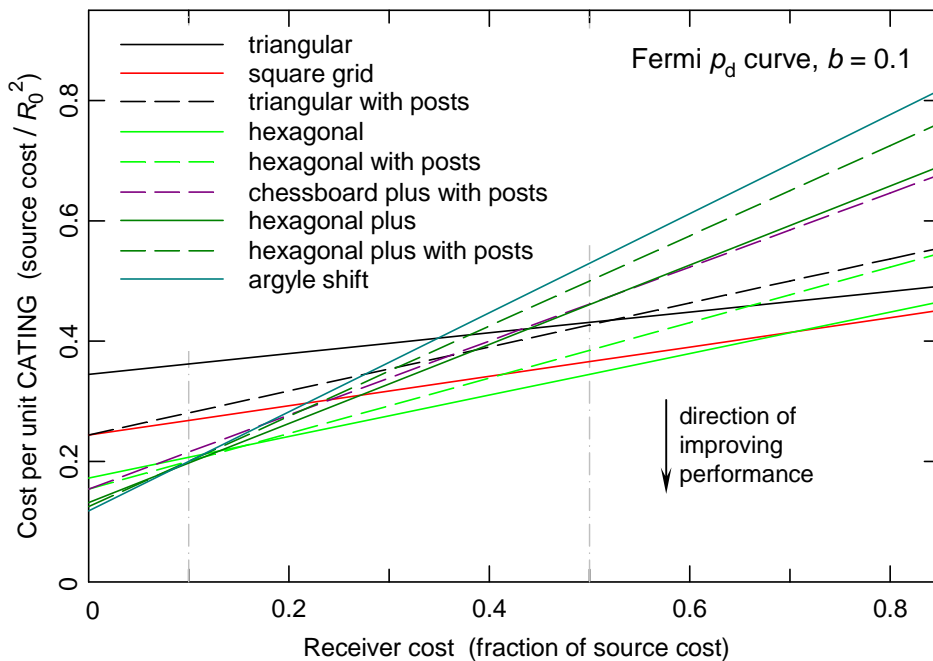 triangular
square grid
triangular with posts
hexagonal
hexagonal with posts
chessboard plus with posts
hexagonal plus
hexagonal plus with posts
argyle shift
Fermi p_d curve, b = 0.1
direction of
improving
performance
Cost per unit CATING (source cost / R_0^2)
0.8
0.6
0.4
0.2
0
0 0.2 0.4 0.6 0.8
Receiver cost (fraction of source cost)